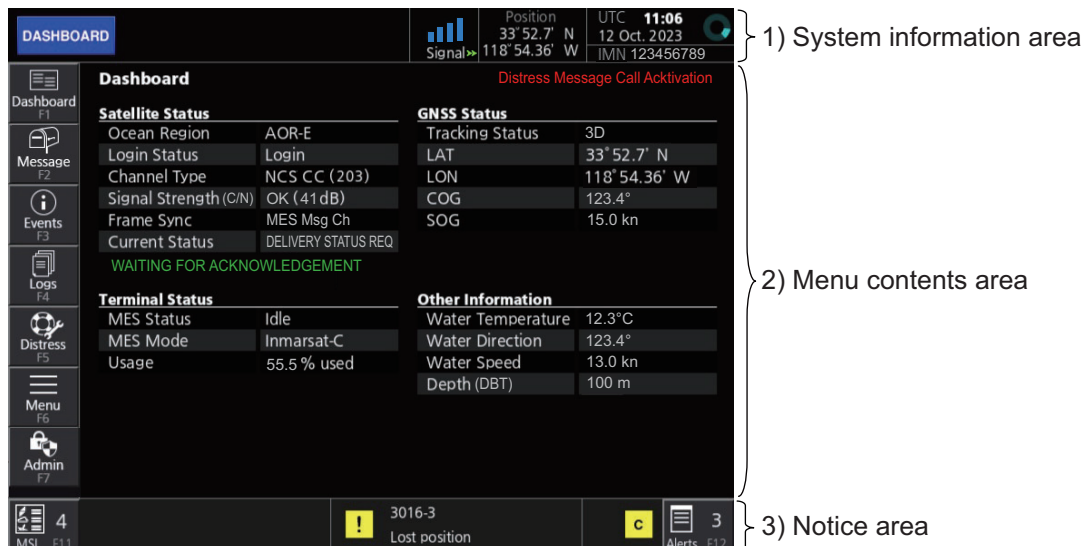 DASHBOARD
Signal
Position
33°52.7' N
118°54.36' W
UTC 11:06
12 Oct. 2023
IMN 123456789
1) System information area
Dashboard
F1
Message
F2
Events
F3
Logs
F4
Distress
F5
Menu
F6
Admin
F7
Dashboard
Distress Message Call Acktivation
Satellite Status
Ocean Region AOR-E
Login Status Login
Channel Type NCS CC (203)
Signal Strength (C/N) OK (41 dB)
Frame Sync MES Msg Ch
Current Status DELIVERY STATUS REQ
WAITING FOR ACKNOWLEDGEMENT
GNSS Status
Tracking Status 3D
LAT 33°52.7' N
LON 118°54.36' W
COG 123.4°
SOG 15.0 kn
Terminal Status
MES Status Idle
MES Mode Inmarsat-C
Usage 55.5 % used
Other Information
Water Temperature 12.3°C
Water Direction 123.4°
Water Speed 13.0 kn
Depth (DBT) 100 m
2) Menu contents area
4
MSI F11
!
3016-3
Lost position
C
3
Alerts F12
3) Notice area